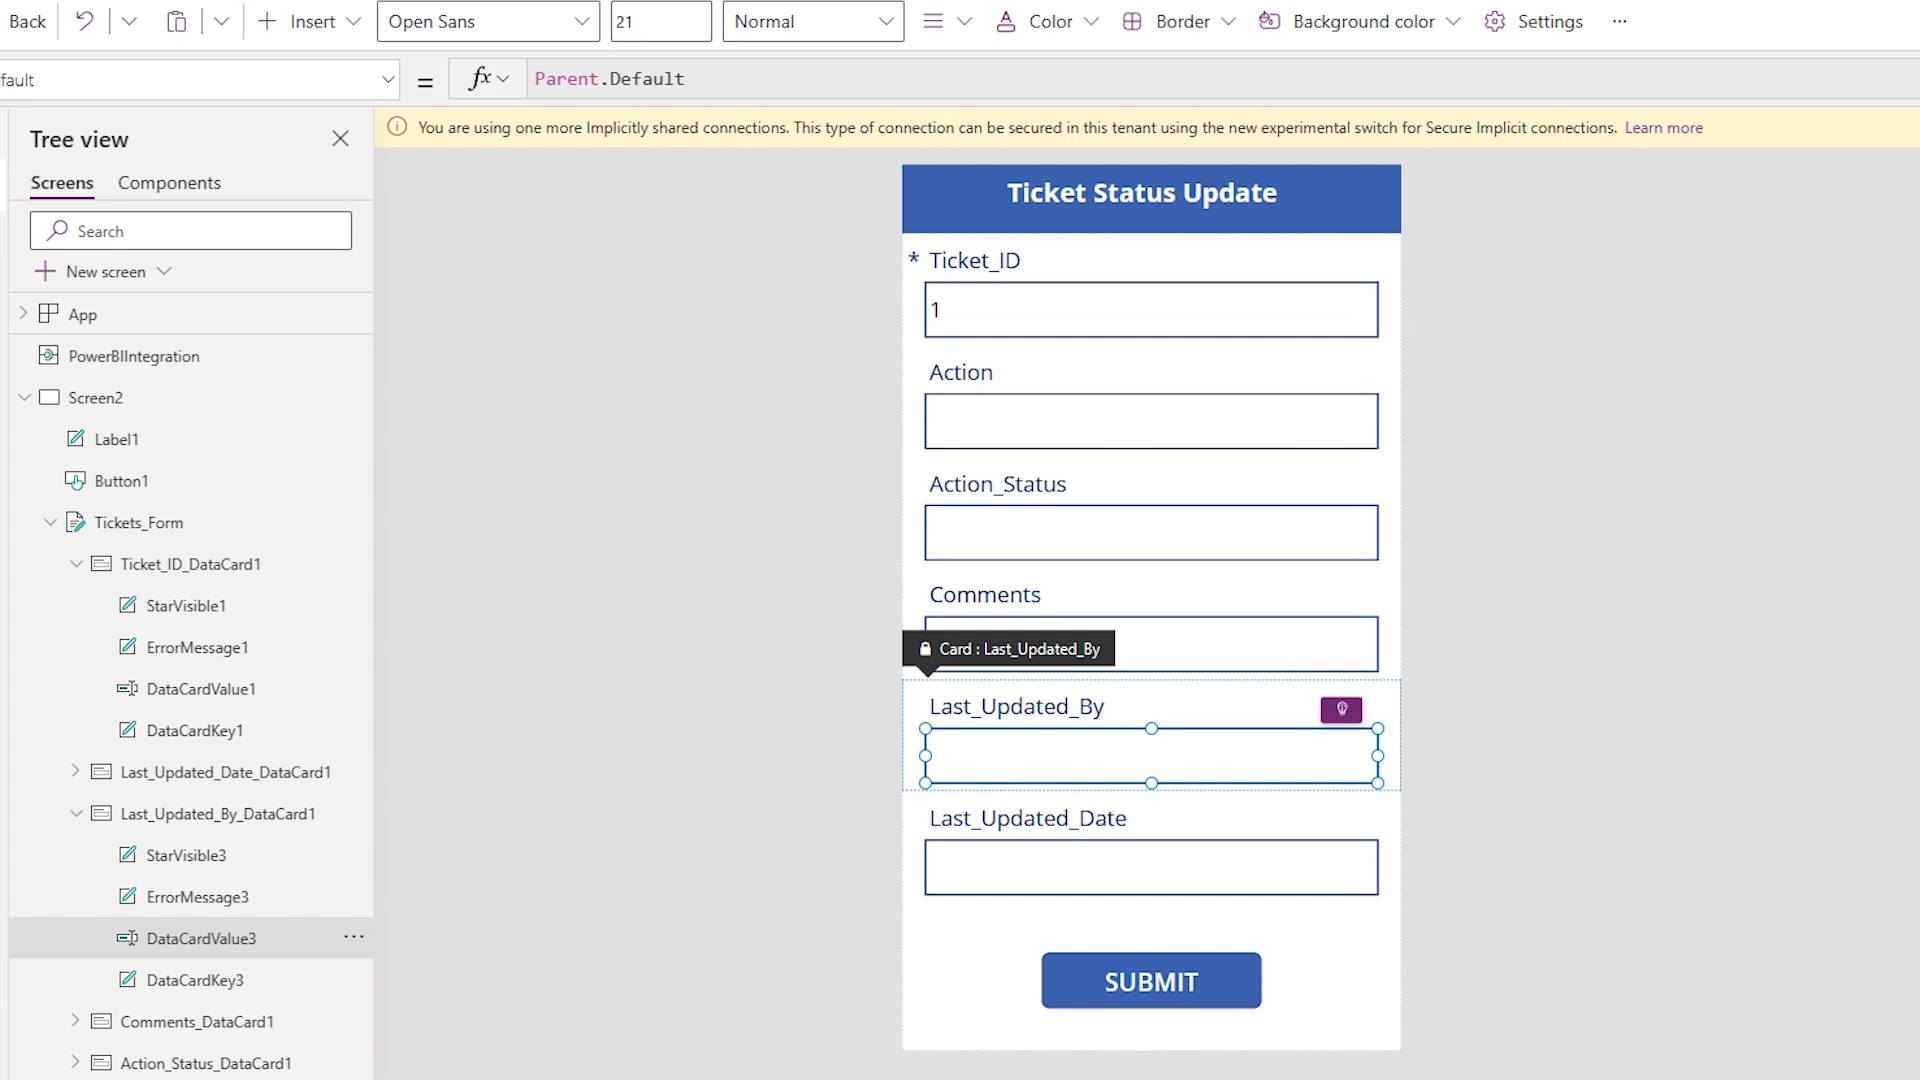 Back
Insert
Open Sans
21
Normal
Color
Border
Background color
Settings
...
fault
=
fx
Parent.Default
Tree view
You are using one more Implicitly shared connections. This type of connection can be secured in this tenant using the new experimental switch for Secure Implicit connections. Learn more
Screens
Components
Search
New screen
App
PowerBIIntegration
Screen2
Label1
Button1
Tickets_Form
Ticket_ID_DataCard1
StarVisible1
ErrorMessage1
DataCardValue1
DataCardKey1
Last_Updated_Date_DataCard1
Last_Updated_By_DataCard1
StarVisible3
ErrorMessage3
DataCardValue3
...
DataCardKey3
Comments_DataCard1
Action_Status_DataCard1
Ticket Status Update
* Ticket_ID
1
Action
Action_Status
Comments
Card : Last_Updated_By
Last_Updated_By
Last_Updated_Date
SUBMIT